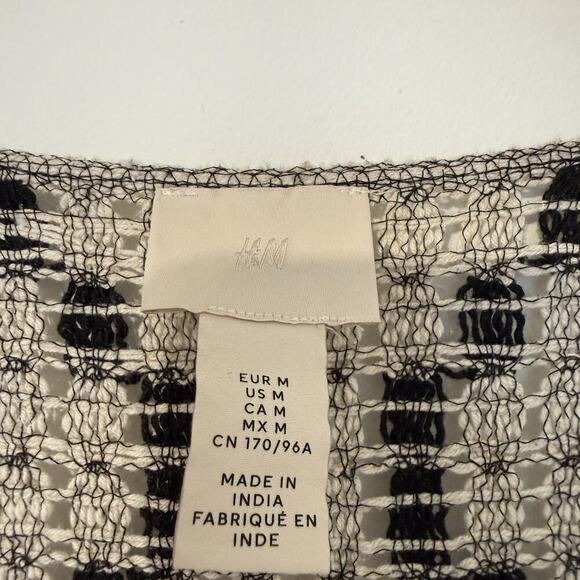 H&M
EUR M
US M
CA M
MX M
CN 170/96A
MADE IN
INDIA
FABRIQUÉ EN
INDE